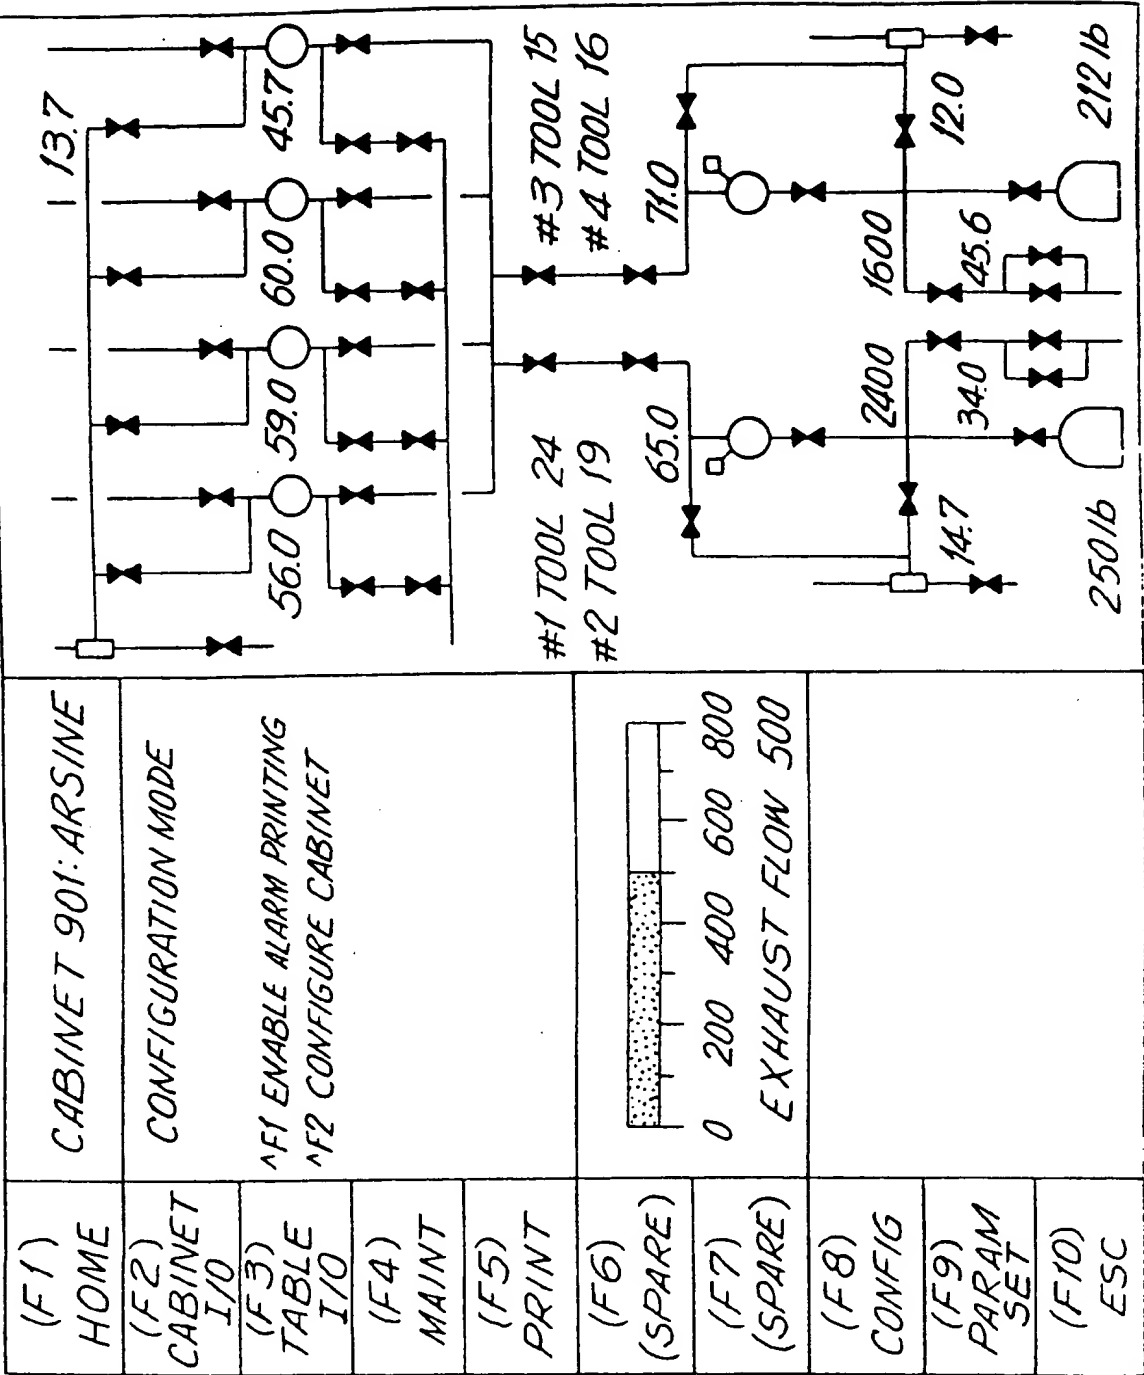 (F1)
HOME
(F2)
CABINET
I/O
(F3)
TABLE
I/O
(F4)
MAINT
(F5)
PRINT
(F6)
(SPARE)
(F7)
(SPARE)
(F8)
CONFIG
(F9)
PARAM
SET
(F10)
ESC
CABINET 901: ARSINE
CONFIGURATION MODE
^F1 ENABLE ALARM PRINTING
^F2 CONFIGURE CABINET
0 200 400 600 800
EXHAUST FLOW 500
13.7
56.0 59.0 60.0 45.7
#1 TOOL 24
#2 TOOL 19
#3 TOOL 15
#4 TOOL 16
65.0 71.0
2400 1600
14.7 34.0 45.6 12.0
250 lb 212 lb